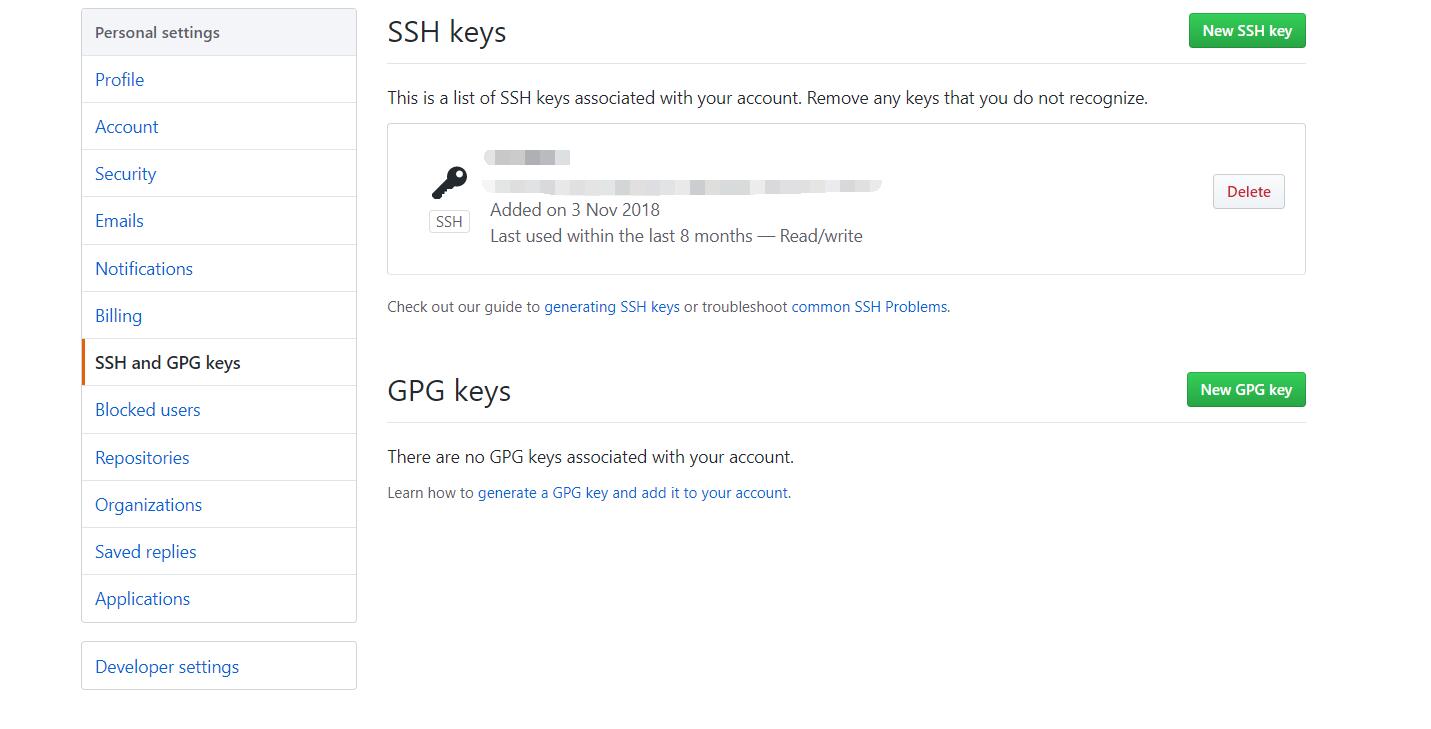 Personal settings
Profile
Account
Security
Emails
Notifications
Billing
SSH and GPG keys
Blocked users
Repositories
Organizations
Saved replies
Applications
Developer settings
SSH keys
New SSH key
This is a list of SSH keys associated with your account. Remove any keys that you do not recognize.
SSH
Added on 3 Nov 2018
Last used within the last 8 months — Read/write
Delete
Check out our guide to generating SSH keys or troubleshoot common SSH Problems.
GPG keys
New GPG key
There are no GPG keys associated with your account.
Learn how to generate a GPG key and add it to your account.